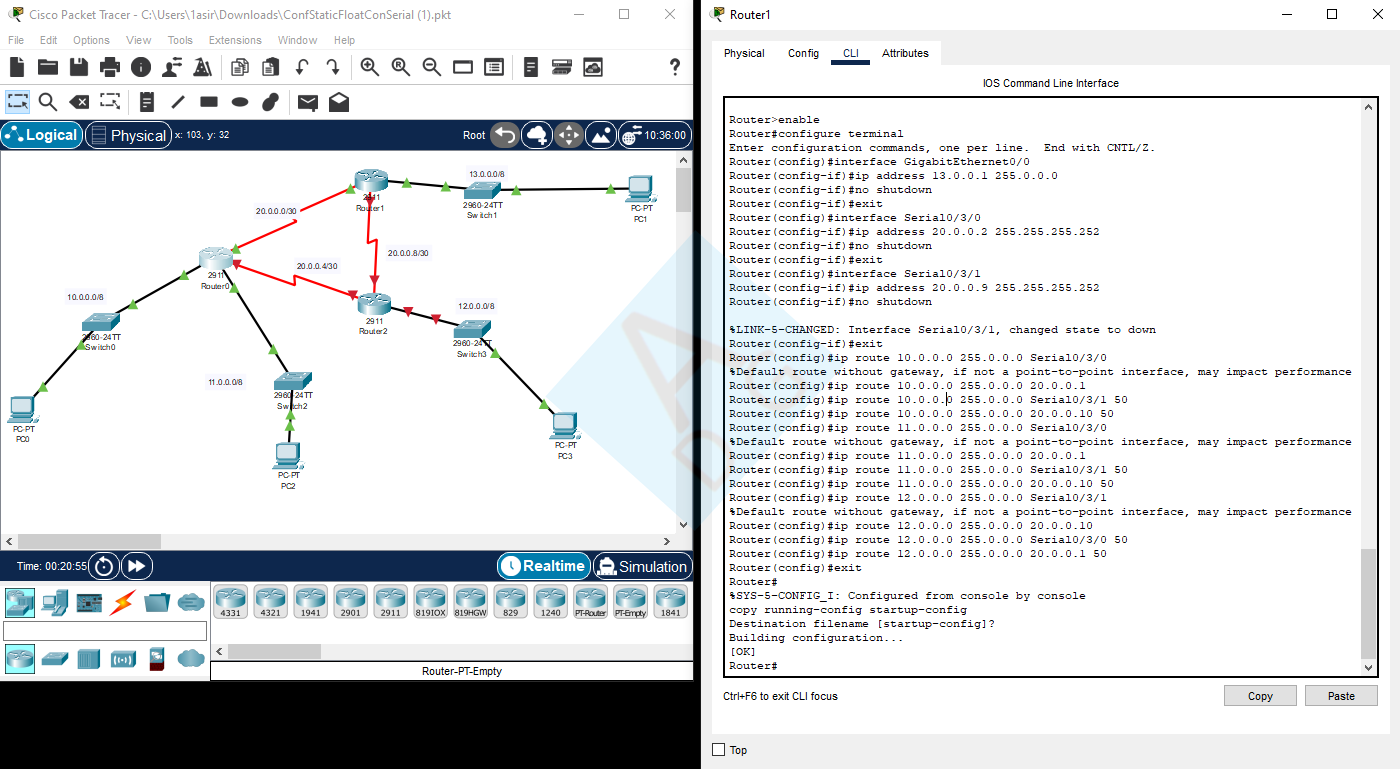 Cisco Packet Tracer - C:\Users\1asir\Downloads\ConfStaticFloatConSerial (1).pkt
File Edit Options View Tools Extensions Window Help
Logical Physical x: 103, y: 32 Root 10:36:00
13.0.0.0/8
2911
Router1
2960-24TT
Switch1
PC-PT
PC1
20.0.0.0/30
20.0.0.8/30
2911
Router0
20.0.0.4/30
10.0.0.0/8
2911
Router2
12.0.0.0/8
2960-24TT
Switch0
2960-24TT
Switch3
11.0.0.0/8
2960-24TT
Switch2
PC-PT
PC0
PC-PT
PC3
PC-PT
PC2
Time: 00:20:55 Realtime Simulation
4331 4321 1941 2901 2911 819IOX 819HGW 829 1240 PT-Router PT-Empty 1841
Router-PT-Empty
Router1
Physical Config CLI Attributes
IOS Command Line Interface
Router>enable
Router#configure terminal
Enter configuration commands, one per line. End with CNTL/Z.
Router(config)#interface GigabitEthernet0/0
Router(config-if)#ip address 13.0.0.1 255.0.0.0
Router(config-if)#no shutdown
Router(config-if)#exit
Router(config)#interface Serial0/3/0
Router(config-if)#ip address 20.0.0.2 255.255.255.252
Router(config-if)#no shutdown
Router(config-if)#exit
Router(config)#interface Serial0/3/1
Router(config-if)#ip address 20.0.0.9 255.255.255.252
Router(config-if)#no shutdown
%LINK-5-CHANGED: Interface Serial0/3/1, changed state to down
Router(config-if)#exit
Router(config)#ip route 10.0.0.0 255.0.0.0 Serial0/3/0
%Default route without gateway, if not a point-to-point interface, may impact performance
Router(config)#ip route 10.0.0.0 255.0.0.0 20.0.0.1
Router(config)#ip route 10.0.0.0 255.0.0.0 Serial0/3/1 50
Router(config)#ip route 10.0.0.0 255.0.0.0 20.0.0.10 50
Router(config)#ip route 11.0.0.0 255.0.0.0 Serial0/3/0
%Default route without gateway, if not a point-to-point interface, may impact performance
Router(config)#ip route 11.0.0.0 255.0.0.0 20.0.0.1
Router(config)#ip route 11.0.0.0 255.0.0.0 Serial0/3/1 50
Router(config)#ip route 11.0.0.0 255.0.0.0 20.0.0.10 50
Router(config)#ip route 12.0.0.0 255.0.0.0 Serial0/3/1
%Default route without gateway, if not a point-to-point interface, may impact performance
Router(config)#ip route 12.0.0.0 255.0.0.0 20.0.0.10
Router(config)#ip route 12.0.0.0 255.0.0.0 Serial0/3/0 50
Router(config)#ip route 12.0.0.0 255.0.0.0 20.0.0.1 50
Router(config)#exit
Router#
%SYS-5-CONFIG_I: Configured from console by console
copy running-config startup-config
Destination filename [startup-config]?
Building configuration...
[OK]
Router#
Ctrl+F6 to exit CLI focus
Copy Paste
Top